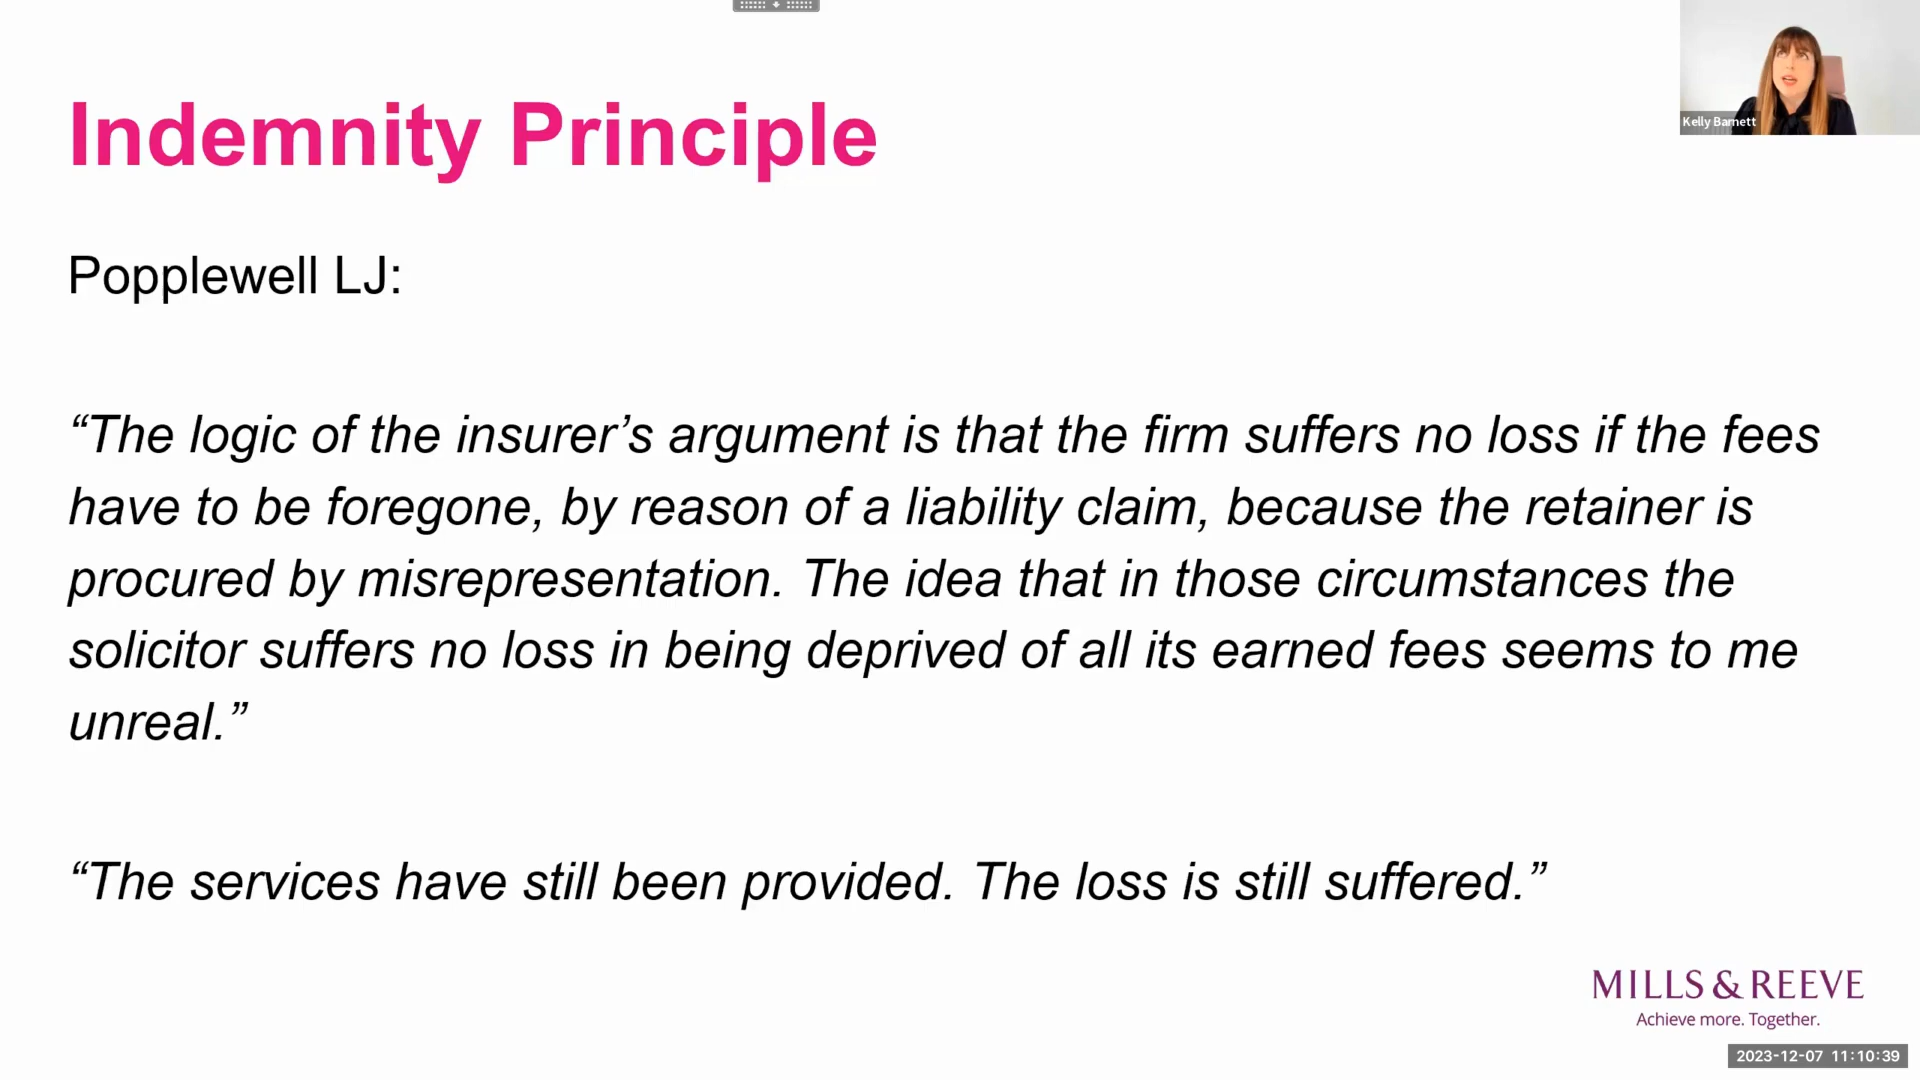 Indemnity Principle
Kelly Barnett
Popplewell LJ:
“The logic of the insurer’s argument is that the firm suffers no loss if the fees
have to be foregone, by reason of a liability claim, because the retainer is
procured by misrepresentation. The idea that in those circumstances the
solicitor suffers no loss in being deprived of all its earned fees seems to me
unreal.”
“The services have still been provided. The loss is still suffered.”
MILLS & REEVE
Achieve more. Together.
2023-12-07 11:10:39